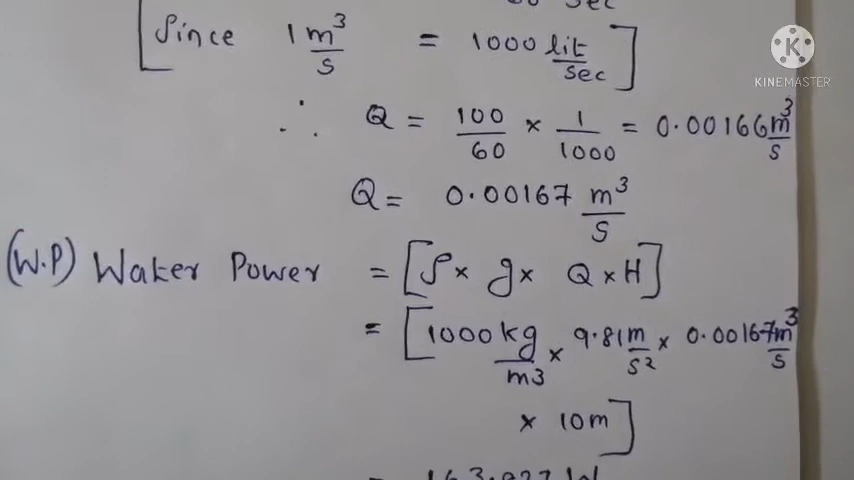 [Since 1 m³/s = 1000 lit/sec]
KINEMASTER
∴ Q = 100/60 × 1/1000 = 0.00166 m³/s
Q = 0.00167 m³/s
(W.P) Water Power = [ρ × g × Q × H]
= [1000 kg/m3 × 9.81 m/s² × 0.00167 m³/s
× 10m]